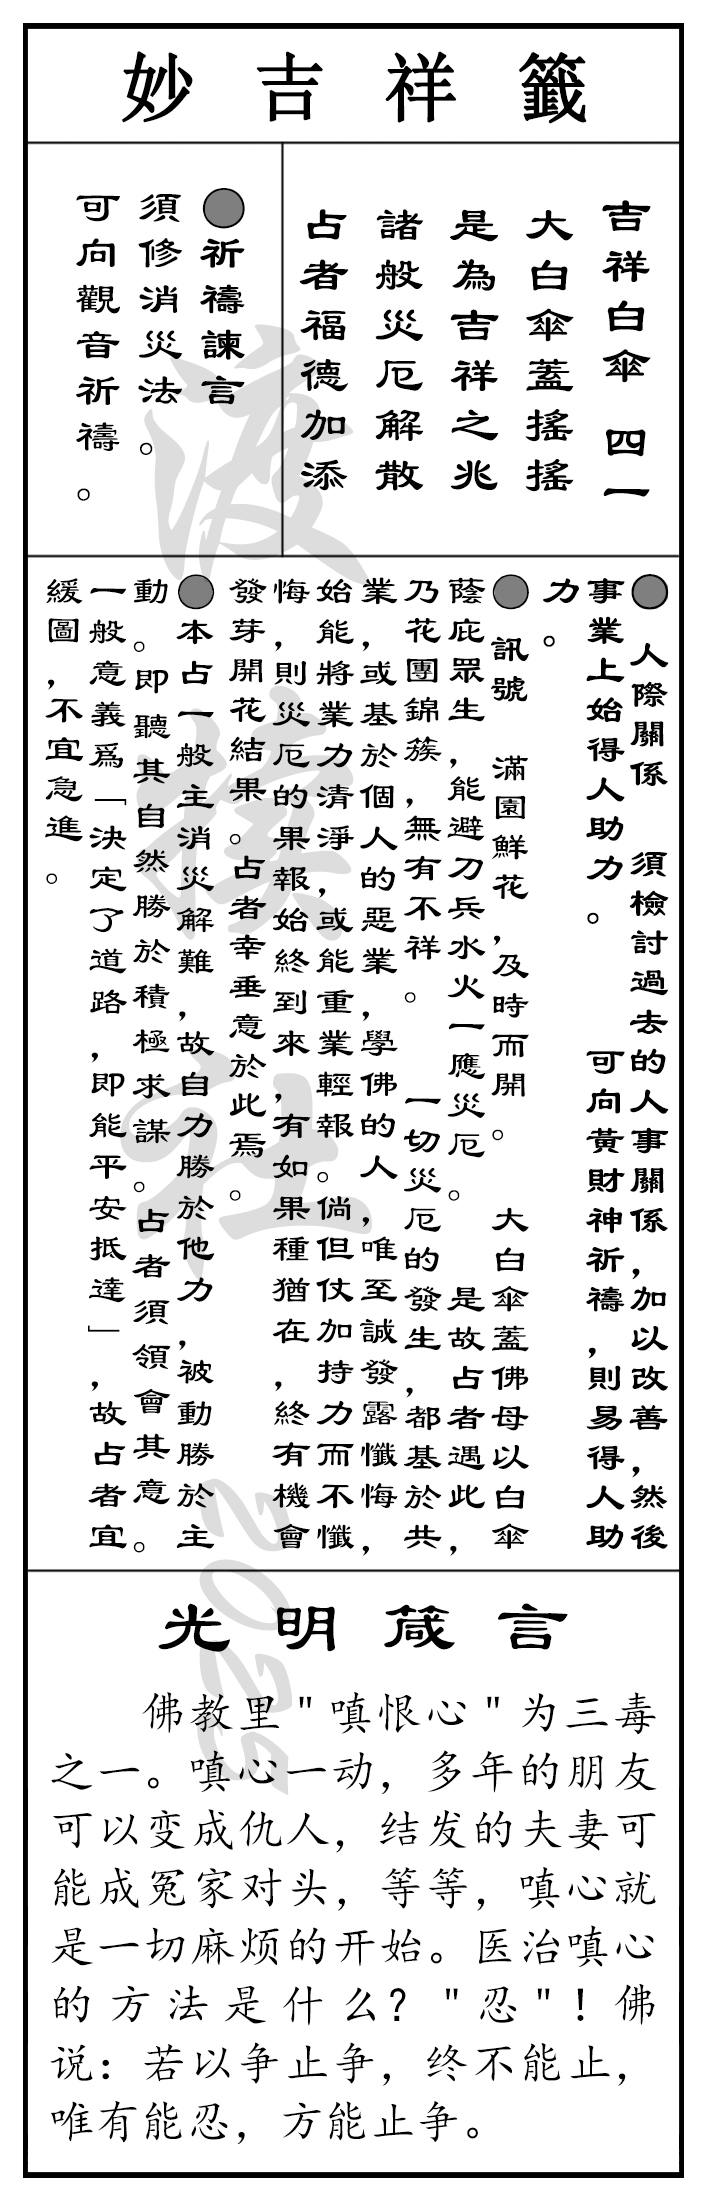 妙吉祥籤
吉祥白傘 四一
大白傘蓋搖搖
是為吉祥之兆
諸般災厄解散
占者福德加添
●祈禱諫言
須修消災法。
可向觀音祈禱。
● 人際關係 須檢討過去的人事關係，加以改善，然後
事業上始得人助力。 可向黃財神祈禱，則易得人助
力。
● 訊號 滿園鮮花，及時而開。 大白傘蓋佛母以白傘
蔭庇眾生，能避刀兵水火一應災厄。 是故占者遇此，
乃花團錦蔟，無有不祥。 一切災厄的發生，都基於共
業，或基於個人的惡業，學佛的人，唯至誠發露懺悔，
始能將業力清淨，或能重業輕報。倘但仗加持力而不懺
悔，則災厄的果報始終到來，有如果種猶在，終有機會
發芽開花結果。占者幸垂意於此焉。
●本占一般主消災解難，故自力勝於他力，被動勝於主
動。即聽其自然勝於積極求謀。占者須領會其意。
一般意義爲「決定了道路，即能平安抵達」，故占者宜
緩圖，不宜急進。
光明箴言
佛教里"嗔恨心"为三毒
之一。嗔心一动，多年的朋友
可以变成仇人，结发的夫妻可
能成冤家对头，等等，嗔心就
是一切麻烦的开始。医治嗔心
的方法是什么？"忍"！佛
说：若以争止争，终不能止，
唯有能忍，方能止争。